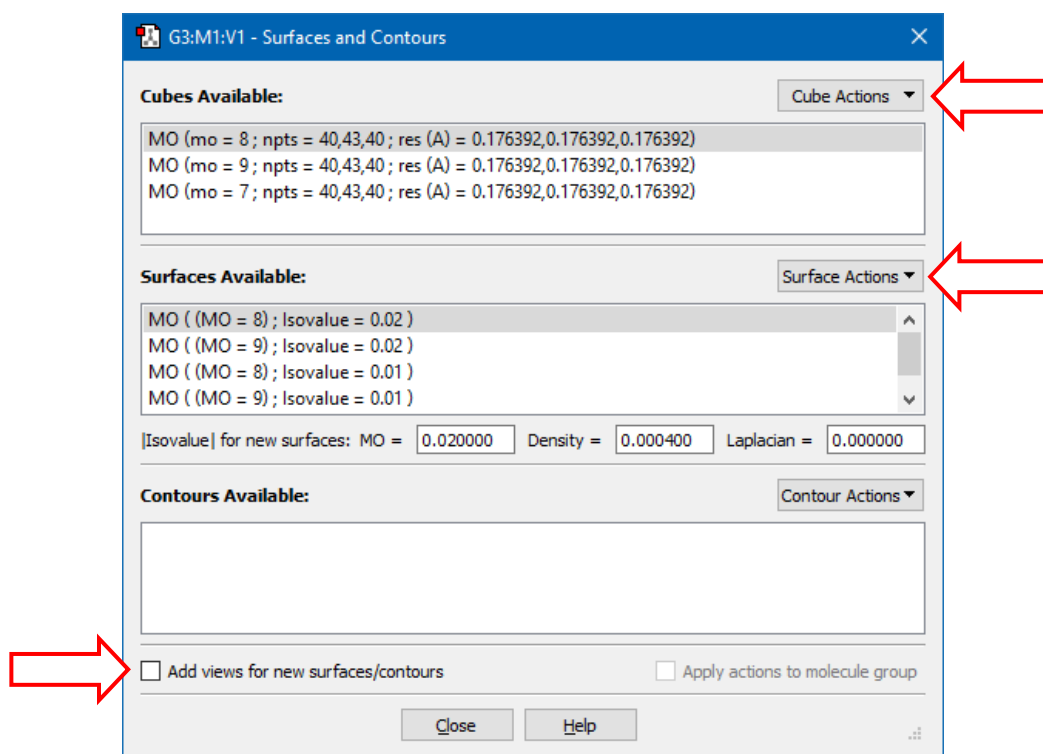 G3:M1:V1 - Surfaces and Contours
Cubes Available:
Cube Actions
MO (mo = 8 ; npts = 40,43,40 ; res (A) = 0.176392,0.176392,0.176392)
MO (mo = 9 ; npts = 40,43,40 ; res (A) = 0.176392,0.176392,0.176392)
MO (mo = 7 ; npts = 40,43,40 ; res (A) = 0.176392,0.176392,0.176392)
Surfaces Available:
Surface Actions
MO ( (MO = 8) ; Isovalue = 0.02 )
MO ( (MO = 9) ; Isovalue = 0.02 )
MO ( (MO = 8) ; Isovalue = 0.01 )
MO ( (MO = 9) ; Isovalue = 0.01 )
|Isovalue| for new surfaces: MO = 0.020000 Density = 0.000400 Laplacian = 0.000000
Contours Available:
Contour Actions
Add views for new surfaces/contours
Apply actions to molecule group
Close
Help